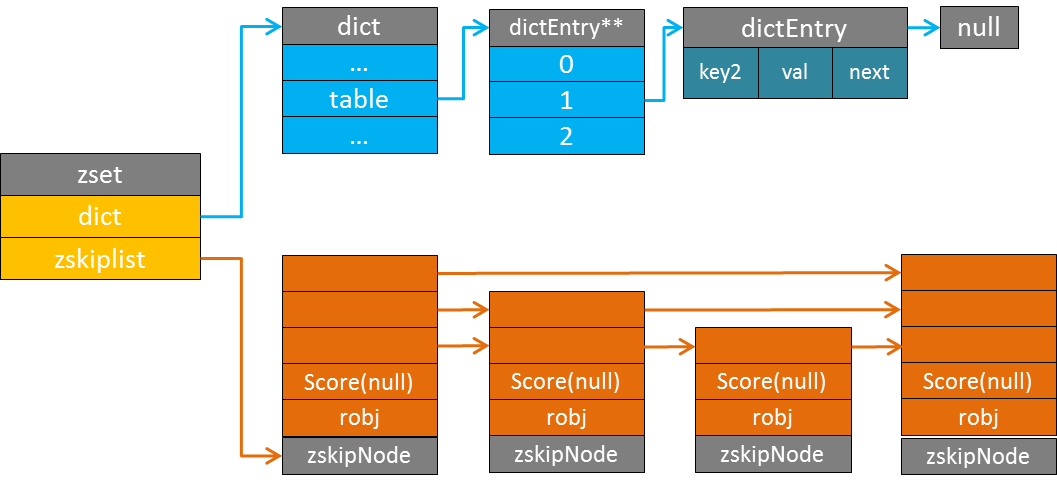 dict
...
table
...
dictEntry**
0
1
2
dictEntry
key2 val next
null
zset
dict
zskiplist
Score(null)
robj
zskipNode
Score(null)
robj
zskipNode
Score(null)
robj
zskipNode
Score(null)
robj
zskipNode